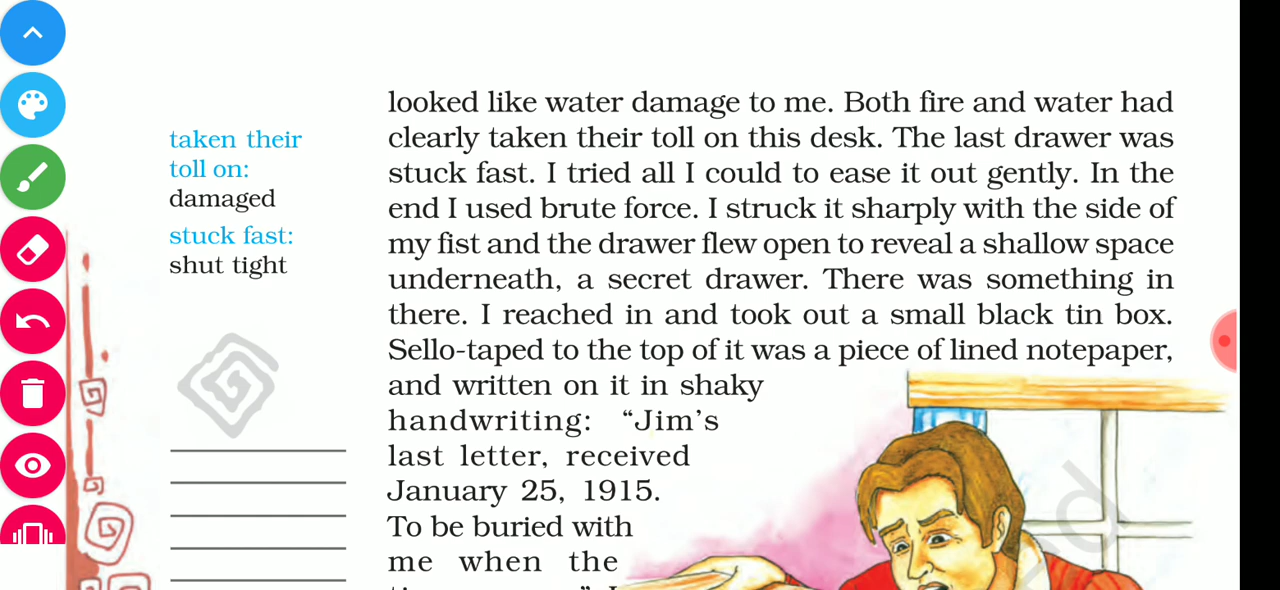 taken their
toll on:
damaged
stuck fast:
shut tight
looked like water damage to me. Both fire and water had
clearly taken their toll on this desk. The last drawer was
stuck fast. I tried all I could to ease it out gently. In the
end I used brute force. I struck it sharply with the side of
my fist and the drawer flew open to reveal a shallow space
underneath, a secret drawer. There was something in
there. I reached in and took out a small black tin box.
Sello-taped to the top of it was a piece of lined notepaper,
and written on it in shaky
handwriting: “Jim’s
last letter, received
January 25, 1915.
To be buried with
me when the